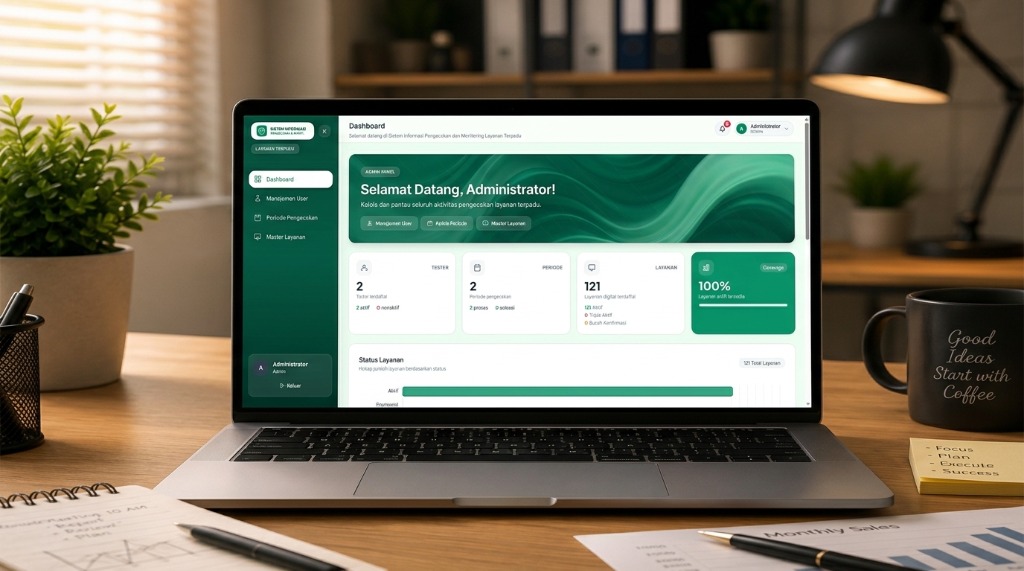 SISTEM INFORMASI
Dashboard
Selamat datang di Sistem Informasi Pengecekan dan Monitoring Layanan Terpadu
Administrator
Dashboard
Manajemen User
Periode Pengecekan
Master Layanan
Administrator
Admin
Keluar
ADMIN PANEL
Selamat Datang, Administrator!
Kelola dan pantau seluruh aktivitas pengecekan layanan terpadu.
Manajemen User
Master Layanan
TESTER
2
Tester terdaftar
2 aktif 0 nonaktif
PERIODE
2
Periode pengecekan
2 proses 0 selesai
LAYANAN
121
Layanan digital terdaftar
121 Aktif
0 Tidak Aktif
0 Butuh Konfirmasi
Coverage
100%
Layanan aktif tersedia
Status Layanan
121 Total Layanan
Aktif
Good
Ideas
Start with
Coffee
- Focus
- Plan
- Execute
- Success
- Plan
Monthly Sales